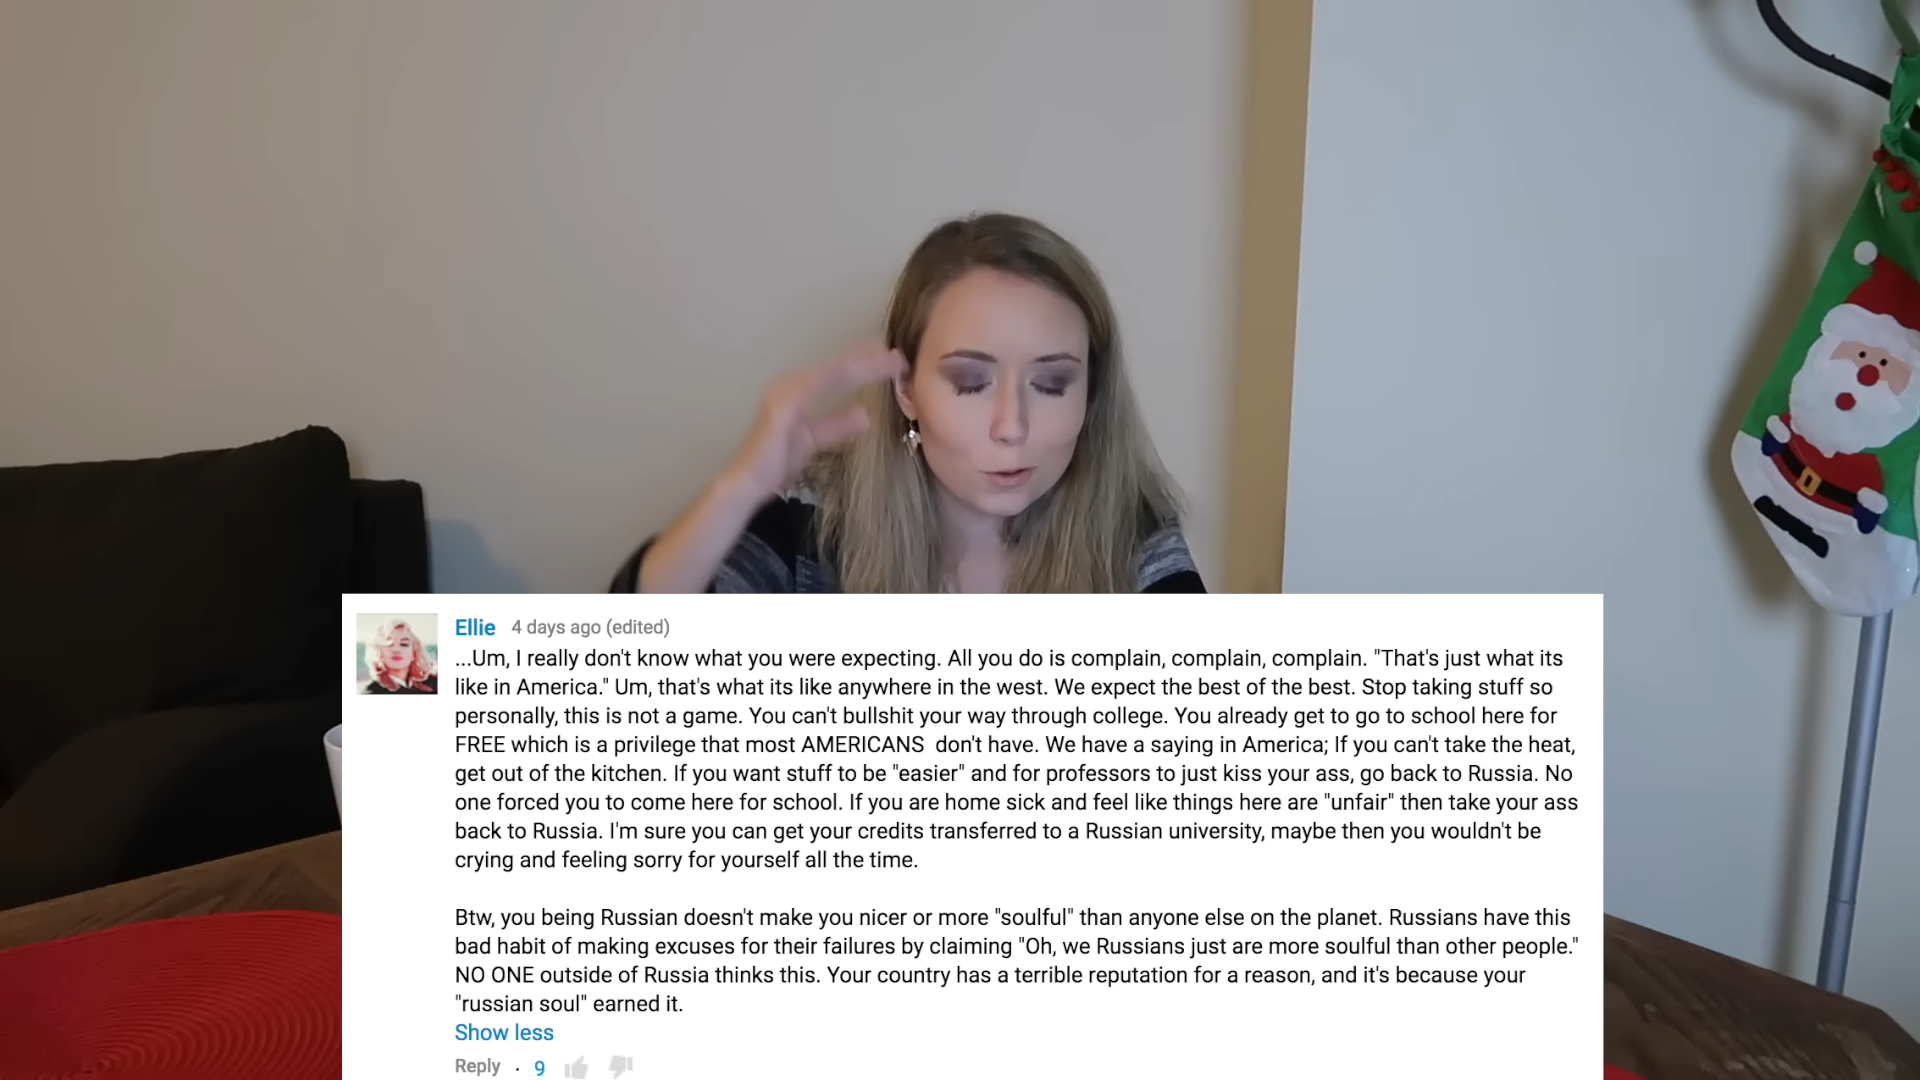 Ellie 4 days ago (edited)
...Um, I really don't know what you were expecting. All you do is complain, complain, complain. "That's just what its
like in America." Um, that's what its like anywhere in the west. We expect the best of the best. Stop taking stuff so
personally, this is not a game. You can't bullshit your way through college. You already get to go to school here for
FREE which is a privilege that most AMERICANS  don't have. We have a saying in America; If you can't take the heat,
get out of the kitchen. If you want stuff to be "easier" and for professors to just kiss your ass, go back to Russia. No
one forced you to come here for school. If you are home sick and feel like things here are "unfair" then take your ass
back to Russia. I'm sure you can get your credits transferred to a Russian university, maybe then you wouldn't be
crying and feeling sorry for yourself all the time.
Btw, you being Russian doesn't make you nicer or more "soulful" than anyone else on the planet. Russians have this
bad habit of making excuses for their failures by claiming "Oh, we Russians just are more soulful than other people."
NO ONE outside of Russia thinks this. Your country has a terrible reputation for a reason, and it's because your
"russian soul" earned it.
Show less
Reply · 9